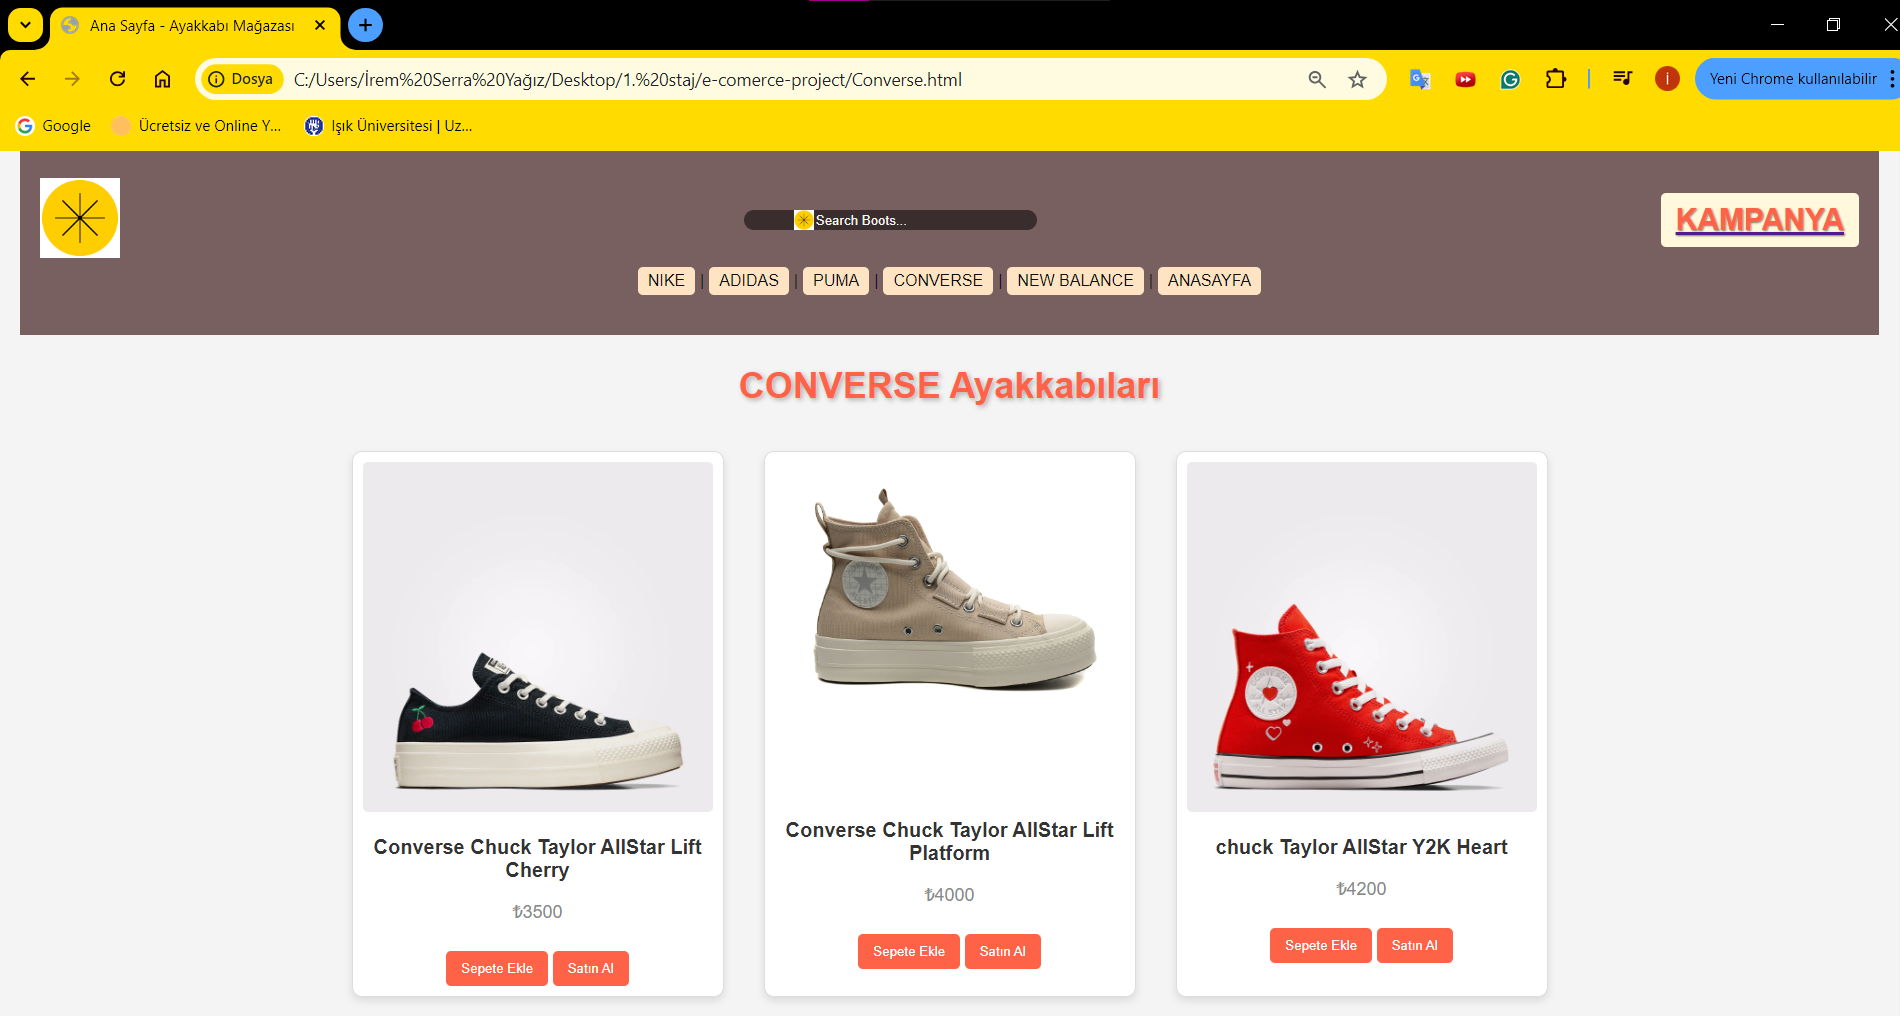 Ana Sayfa - Ayakkabı Mağazası
Dosya
C:/Users/İrem%20Serra%20Yağız/Desktop/1.%20staj/e-comerce-project/Converse.html
i
Yeni Chrome kullanılabilir
Google
Ücretsiz ve Online Y...
Işık Üniversitesi | Uz...
Search Boots...
KAMPANYA
NIKE | ADIDAS | PUMA | CONVERSE | NEW BALANCE | ANASAYFA
CONVERSE Ayakkabıları
Converse Chuck Taylor AllStar Lift
Cherry
₺3500
Sepete Ekle
Satın Al
Converse Chuck Taylor AllStar Lift
Platform
₺4000
Sepete Ekle
Satın Al
chuck Taylor AllStar Y2K Heart
₺4200
Sepete Ekle
Satın Al